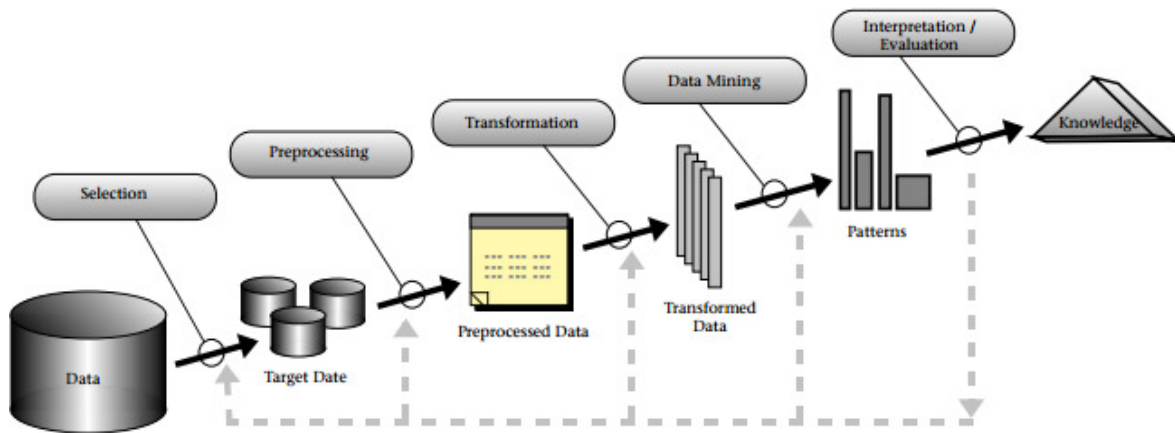 Interpretation /
Evaluation
Data Mining
Transformation
Preprocessing
Selection
Knowledge
Patterns
Transformed
Data
Preprocessed Data
Target Date
Data